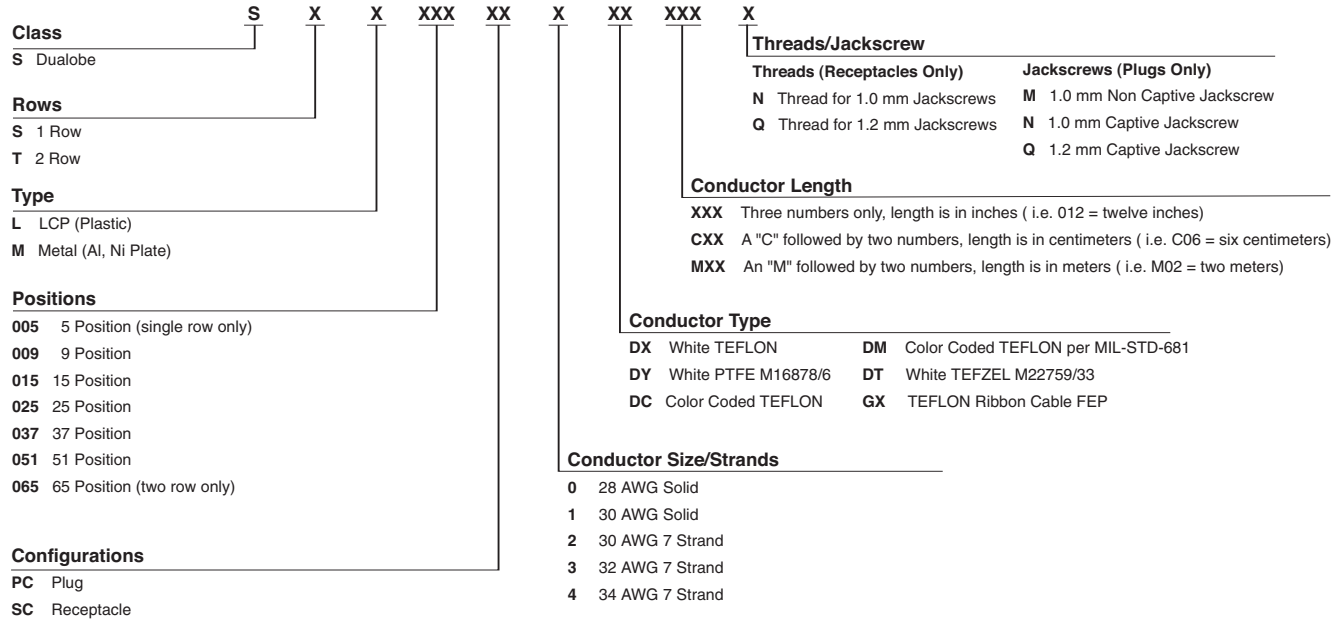 S X X XXX XX X XX XXX X
Class
S Dualobe
Rows
S 1 Row
T 2 Row
Type
L LCP (Plastic)
M Metal (Al, Ni Plate)
Positions
005 5 Position (single row only)
009 9 Position
015 15 Position
025 25 Position
037 37 Position
051 51 Position
065 65 Position (two row only)
Configurations
PC Plug
SC Receptacle
Threads/Jackscrew
Threads (Receptacles Only)
N Thread for 1.0 mm Jackscrews
Q Thread for 1.2 mm Jackscrews
Jackscrews (Plugs Only)
M 1.0 mm Non Captive Jackscrew
N 1.0 mm Captive Jackscrew
Q 1.2 mm Captive Jackscrew
Conductor Length
XXX Three numbers only, length is in inches ( i.e. 012 = twelve inches)
CXX A "C" followed by two numbers, length is in centimeters ( i.e. C06 = six centimeters)
MXX An "M" followed by two numbers, length is in meters ( i.e. M02 = two meters)
Conductor Type
DX White TEFLON
DY White PTFE M16878/6
DC Color Coded TEFLON
DM Color Coded TEFLON per MIL-STD-681
DT White TEFZEL M22759/33
GX TEFLON Ribbon Cable FEP
Conductor Size/Strands
0 28 AWG Solid
1 30 AWG Solid
2 30 AWG 7 Strand
3 32 AWG 7 Strand
4 34 AWG 7 Strand